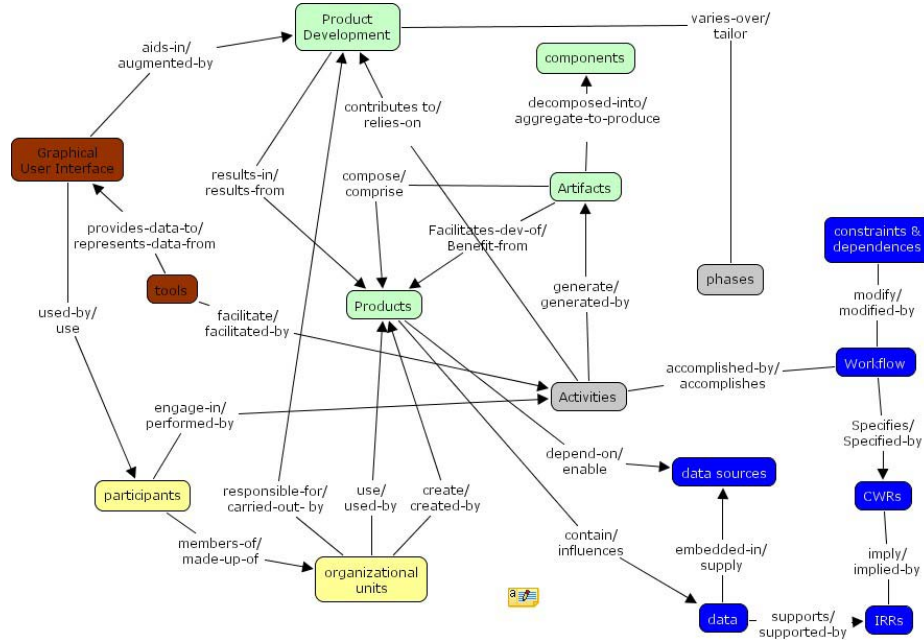 Product
Development
varies-over/
tailor
aids-in/
augmented-by
components
contributes to/
relies-on
decomposed-into/
aggregate-to-produce
Graphical
User Interface
results-in/
results-from
compose/
comprise
Artifacts
provides-data-to/
represents-data-from
Facilitates-dev-of/
Benefit-from
constraints &
dependences
phases
tools
Products
generate/
generated-by
modify/
modified-by
used-by/
use
facilitate/
facilitated-by
Workflow
accomplished-by/
accomplishes
Activities
engage-in/
performed-by
Specifies/
Specified-by
depend-on/
enable
participants
data sources
CWRs
responsible-for/
carried-out- by
use/
used-by
create/
created-by
contain/
influences
members-of/
made-up-of
embedded-in/
supply
imply/
implied-by
organizational
units
a
data
supports/
supported-by
IRRs